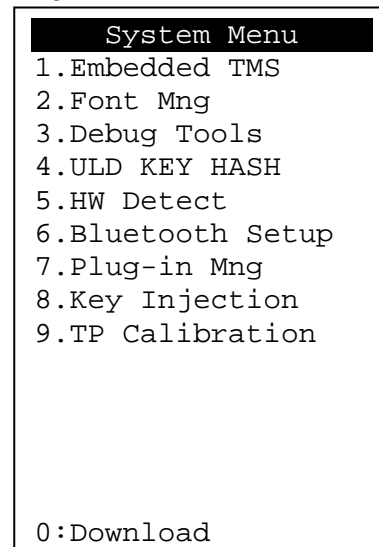 System Menu
1.Embedded TMS
2.Font Mng
3.Debug Tools
4.ULD KEY HASH
5.HW Detect
6.Bluetooth Setup
7.Plug-in Mng
8.Key Injection
9.TP Calibration
0:Download